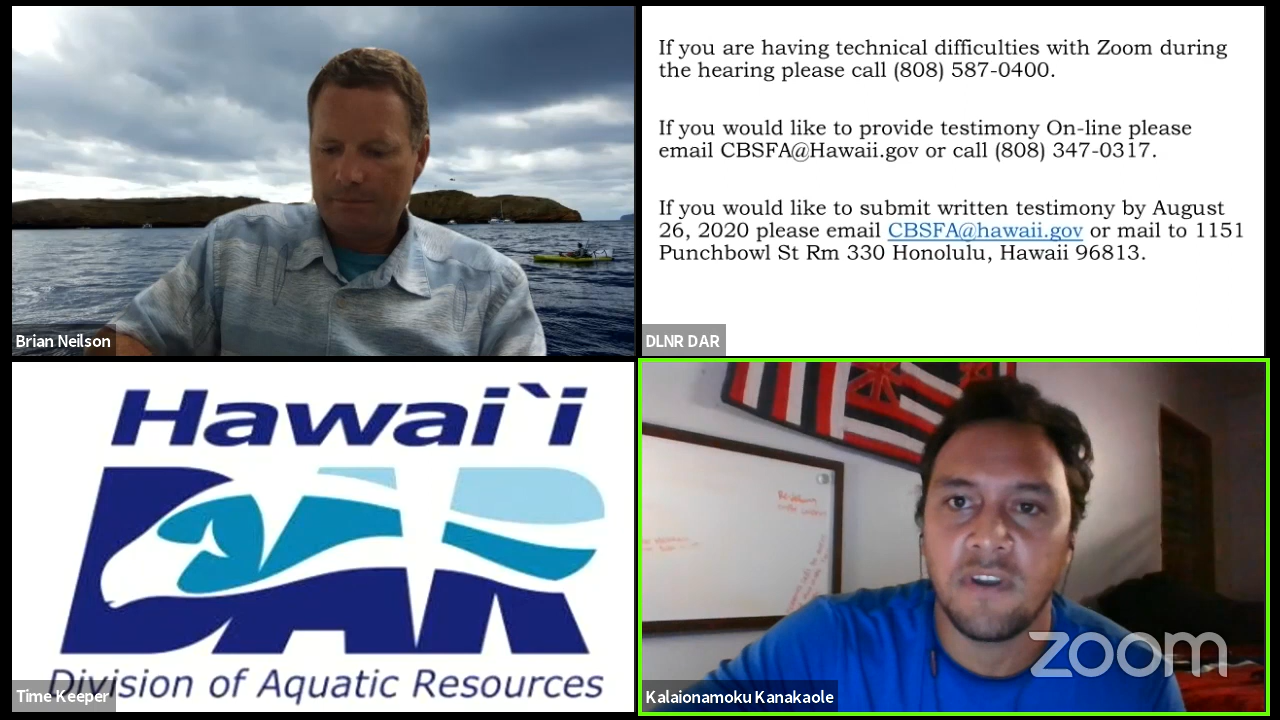 If you are having technical difficulties with Zoom during
the hearing please call (808) 587-0400.
If you would like to provide testimony On-line please
email CBSFA@Hawaii.gov or call (808) 347-0317.
If you would like to submit written testimony by August
26, 2020 please email CBSFA@hawaii.gov or mail to 1151
Punchbowl St Rm 330 Honolulu, Hawaii 96813.
Brian Neilson
DLNR DAR
Hawai`i
DAR
Division of Aquatic Resources
Time Keeper
Kalaionamoku Kanakaole
zoom